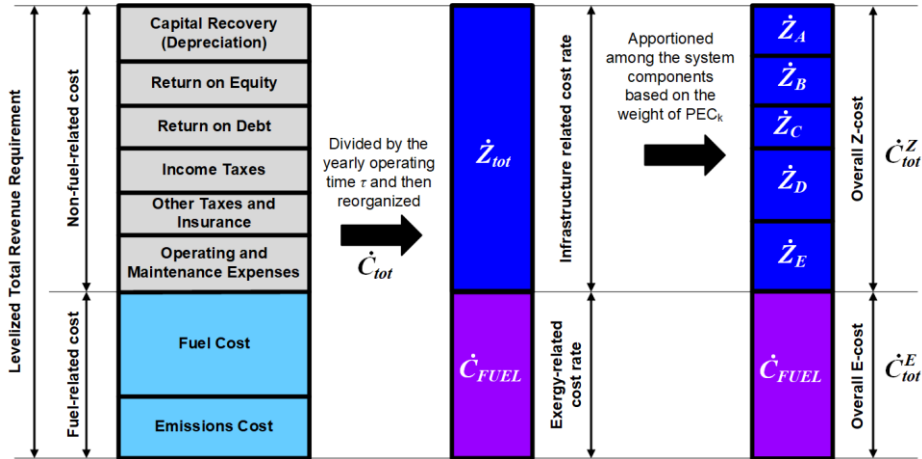 Levelized Total Revenue Requirement
Non-fuel-related cost
Fuel-related cost
Capital Recovery
(Depreciation)
Return on Equity
Return on Debt
Income Taxes
Other Taxes and
Insurance
Operating and
Maintenance Expenses
Fuel Cost
Emissions Cost
Divided by the
yearly operating
time τ and then
reorganized
Ċtot
Żtot
ĊFUEL
Infrastructure related cost rate
Exergy-related
cost rate
Apportioned
among the system
components
based on the
weight of PECk
ŻA
ŻB
ŻC
ŻD
ŻE
ĊFUEL
Overall Z-cost
Overall E-cost
ĊZtot
ĊEtot